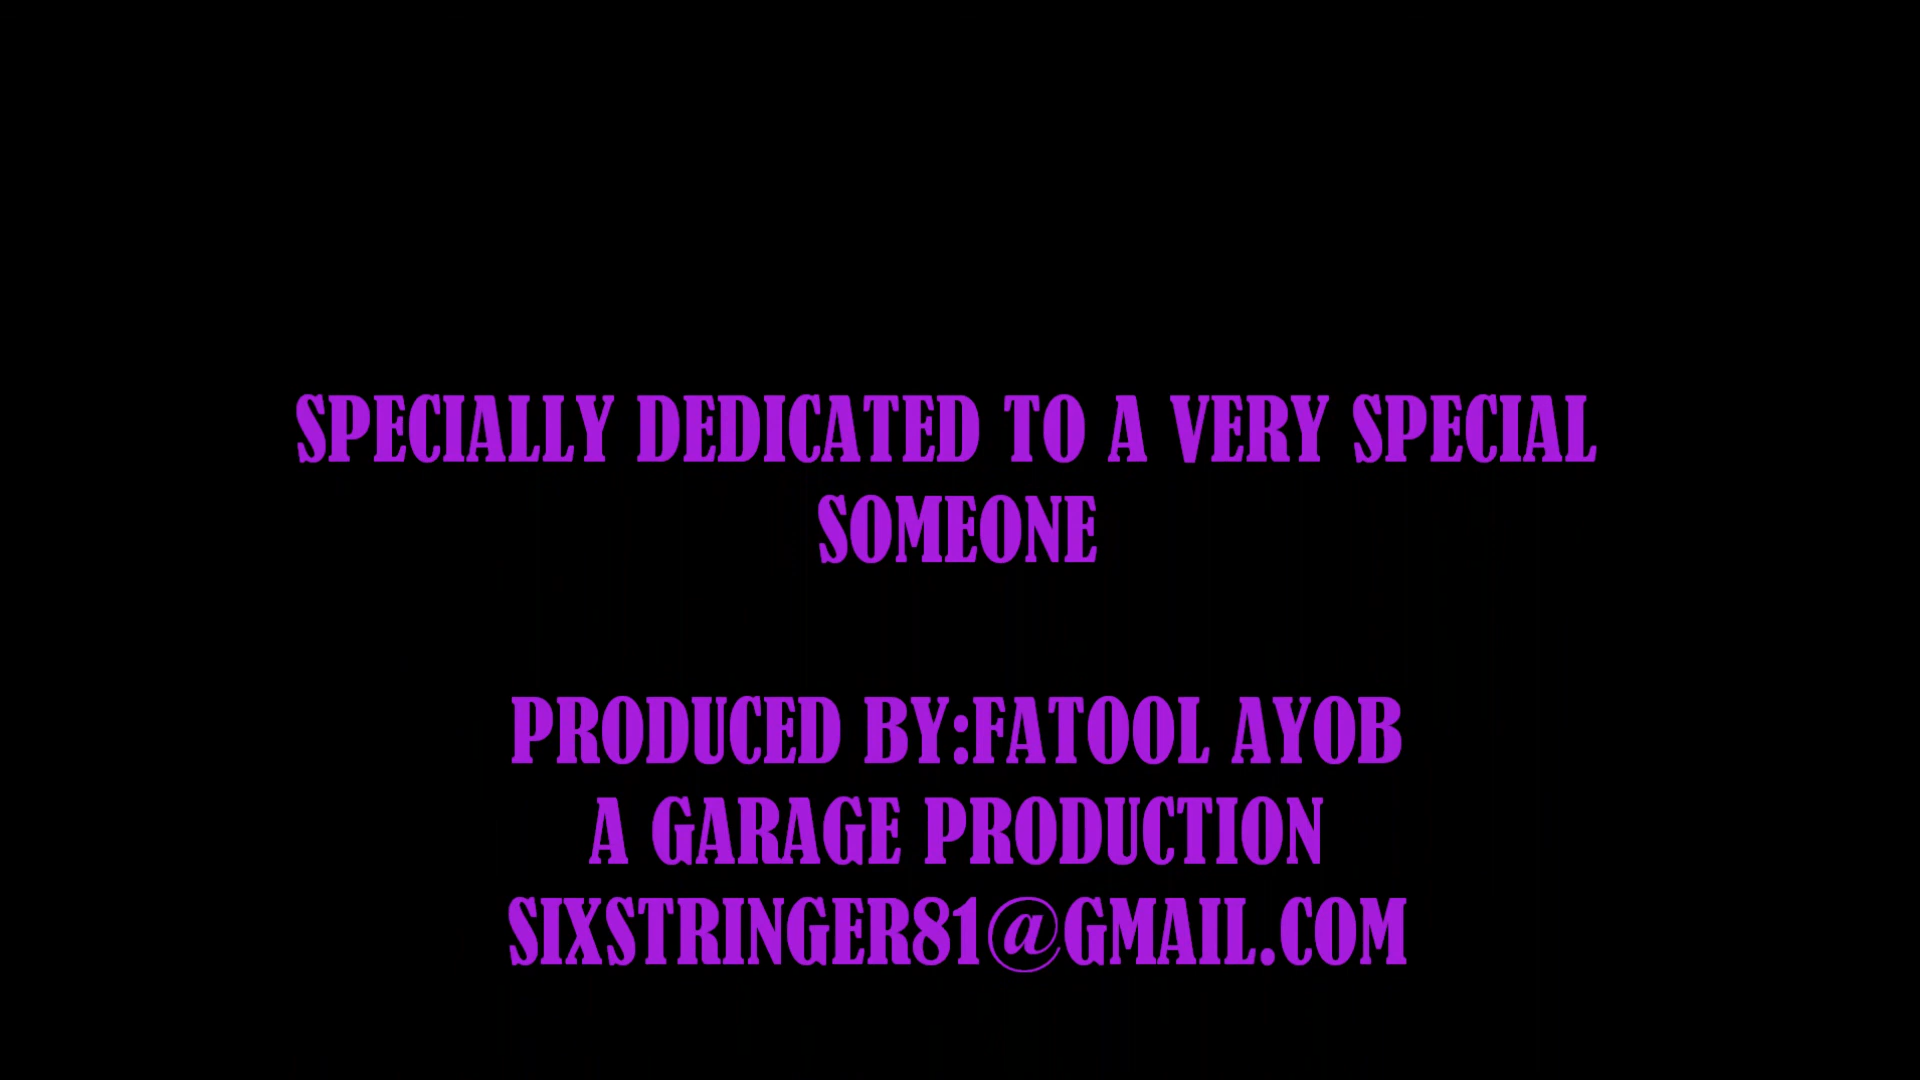 SPECIALLY DEDICATED TO A VERY SPECIAL
SOMEONE
PRODUCED BY:FATOOL AYOB
A GARAGE PRODUCTION
SIXSTRINGER81@GMAIL.COM